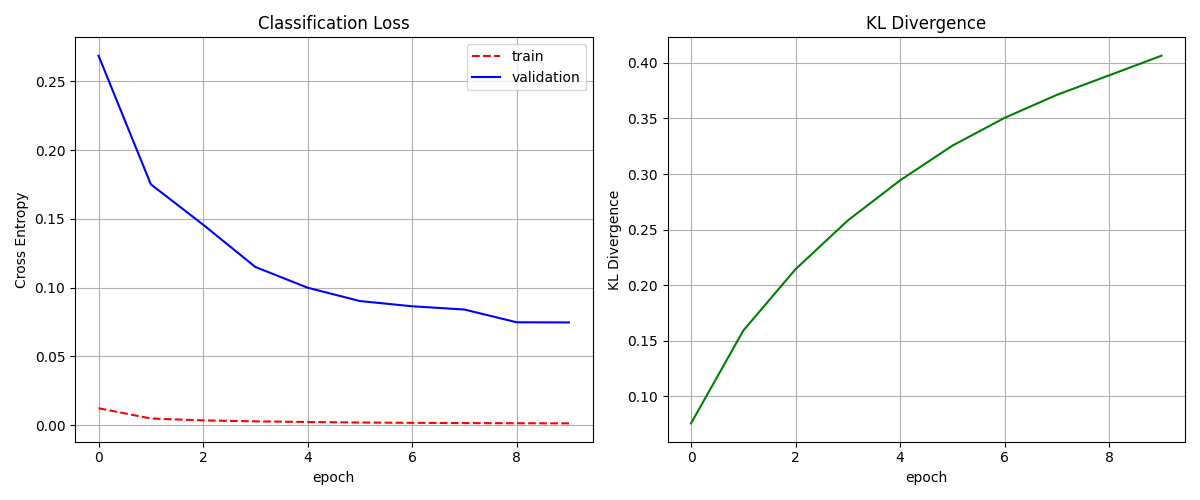 Classification Loss
train
validation
0.25
0.20
0.15
0.10
0.05
0.00
Cross Entropy
0 2 4 6 8
epoch
KL Divergence
0.40
0.35
0.30
0.25
0.20
0.15
0.10
KL Divergence
0 2 4 6 8
epoch